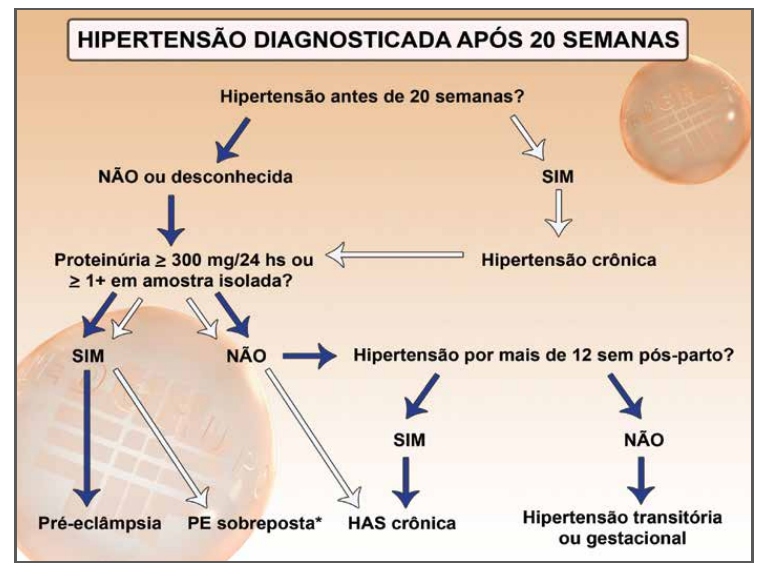 HIPERTENSÃO DIAGNOSTICADA APÓS 20 SEMANAS
Hipertensão antes de 20 semanas?
NÃO ou desconhecida
SIM
Proteinúria ≥ 300 mg/24 hs ou
≥ 1+ em amostra isolada?
Hipertensão crônica
SIM
NÃO
Hipertensão por mais de 12 sem pós-parto?
SIM
NÃO
Pré-eclâmpsia
PE sobreposta*
HAS crônica
Hipertensão transitória
ou gestacional